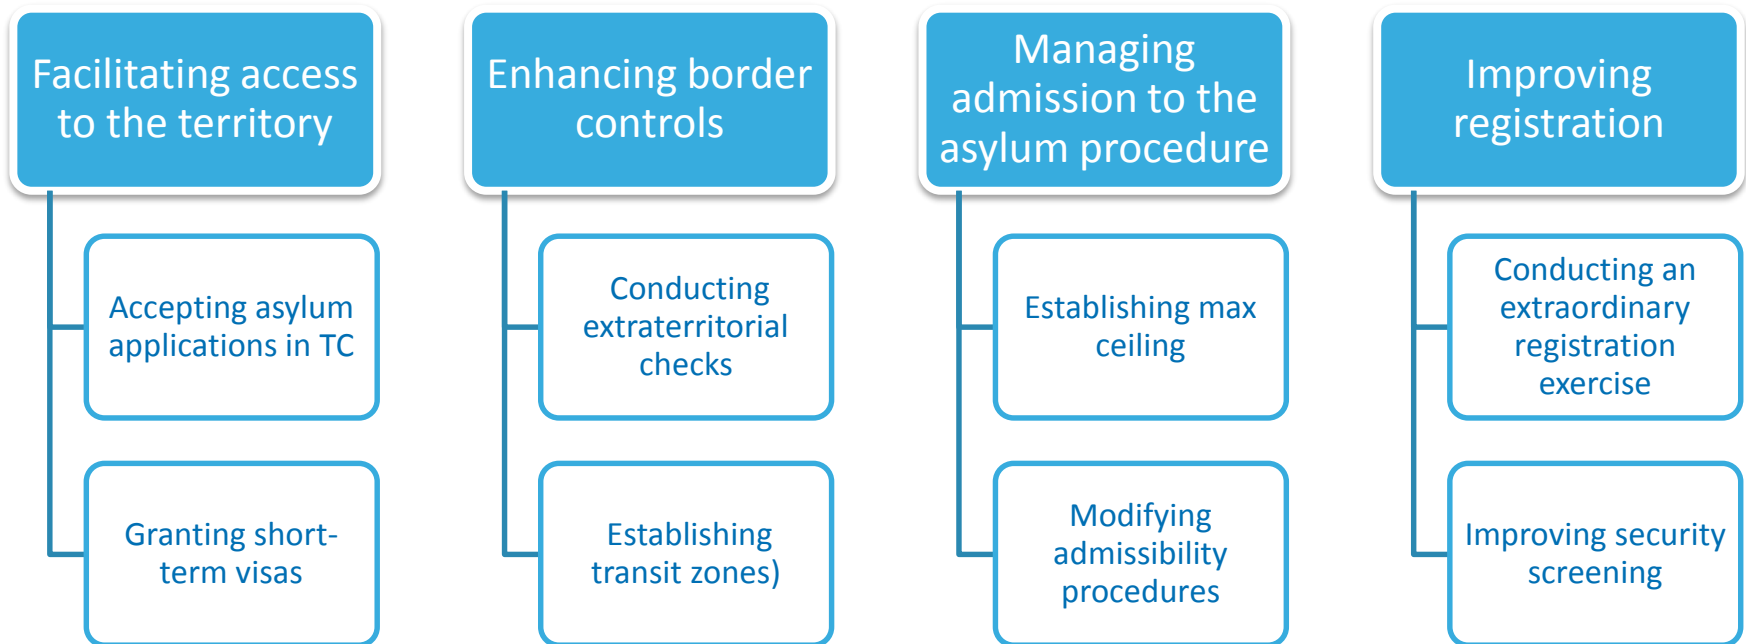 Facilitating access
to the territory
Accepting asylum
applications in TC
Granting short-
term visas
Enhancing border
controls
Conducting
extraterritorial
checks
Establishing
transit zones)
Managing
admission to the
asylum procedure
Establishing max
ceiling
Modifying
admissibility
procedures
Improving
registration
Conducting an
extraordinary
registration
exercise
Improving security
screening